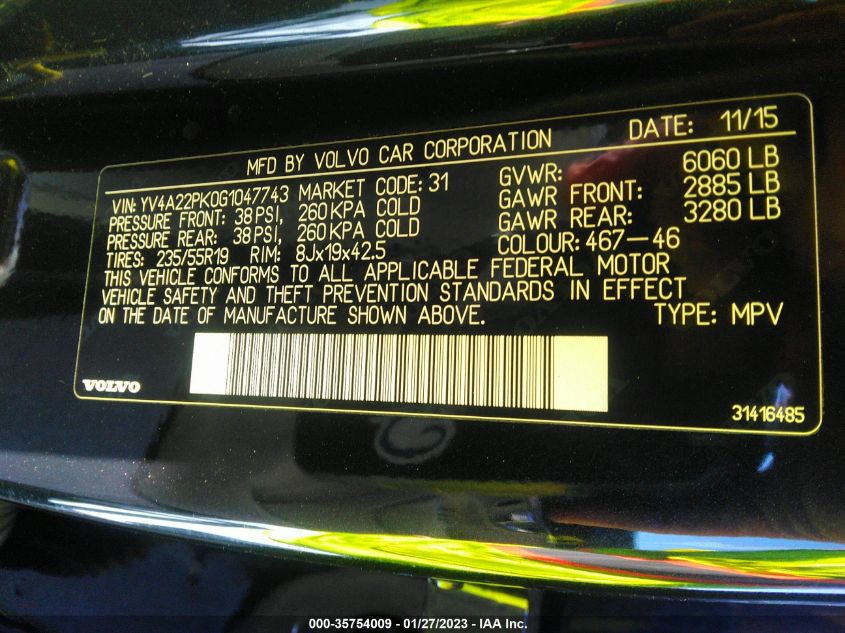 MFD BY VOLVO CAR CORPORATION DATE: 11/15
VIN: YV4A22PK0G1047743 MARKET CODE: 31 GVWR: 6060 LB
PRESSURE FRONT: 38 PSI, 260 KPA COLD GAWR FRONT: 2885 LB
PRESSURE REAR: 38 PSI, 260 KPA COLD GAWR REAR: 3280 LB
TIRES: 235/55R19 RIM: 8Jx19x42.5 COLOUR: 467-46
THIS VEHICLE CONFORMS TO ALL APPLICABLE FEDERAL MOTOR
VEHICLE SAFETY AND THEFT PREVENTION STANDARDS IN EFFECT
ON THE DATE OF MANUFACTURE SHOWN ABOVE. TYPE: MPV
VOLVO
31416485
000-35754009 - 01/27/2023 - IAA Inc.